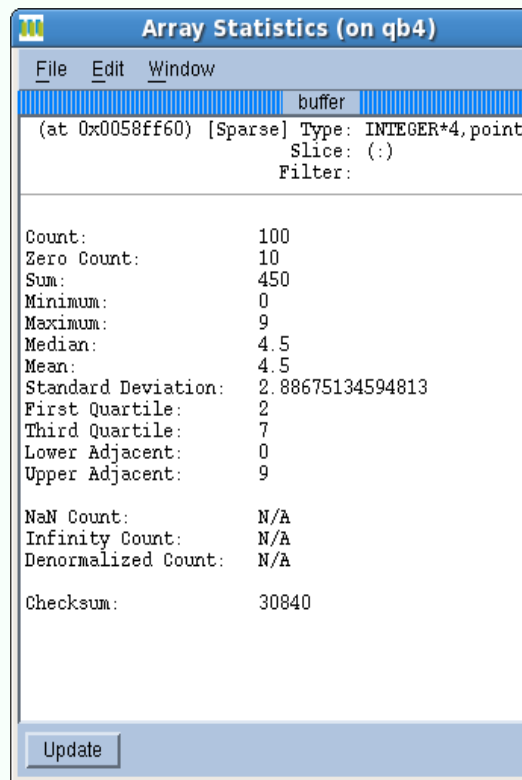 Array Statistics (on qb4)
File Edit Window
buffer
(at 0x0058ff60) [Sparse] Type: INTEGER*4,point
Slice: (:)
Filter:
Count: 100
Zero Count: 10
Sum: 450
Minimum: 0
Maximum: 9
Median: 4.5
Mean: 4.5
Standard Deviation: 2.88675134594813
First Quartile: 2
Third Quartile: 7
Lower Adjacent: 0
Upper Adjacent: 9
NaN Count: N/A
Infinity Count: N/A
Denormalized Count: N/A
Checksum: 30840
Update